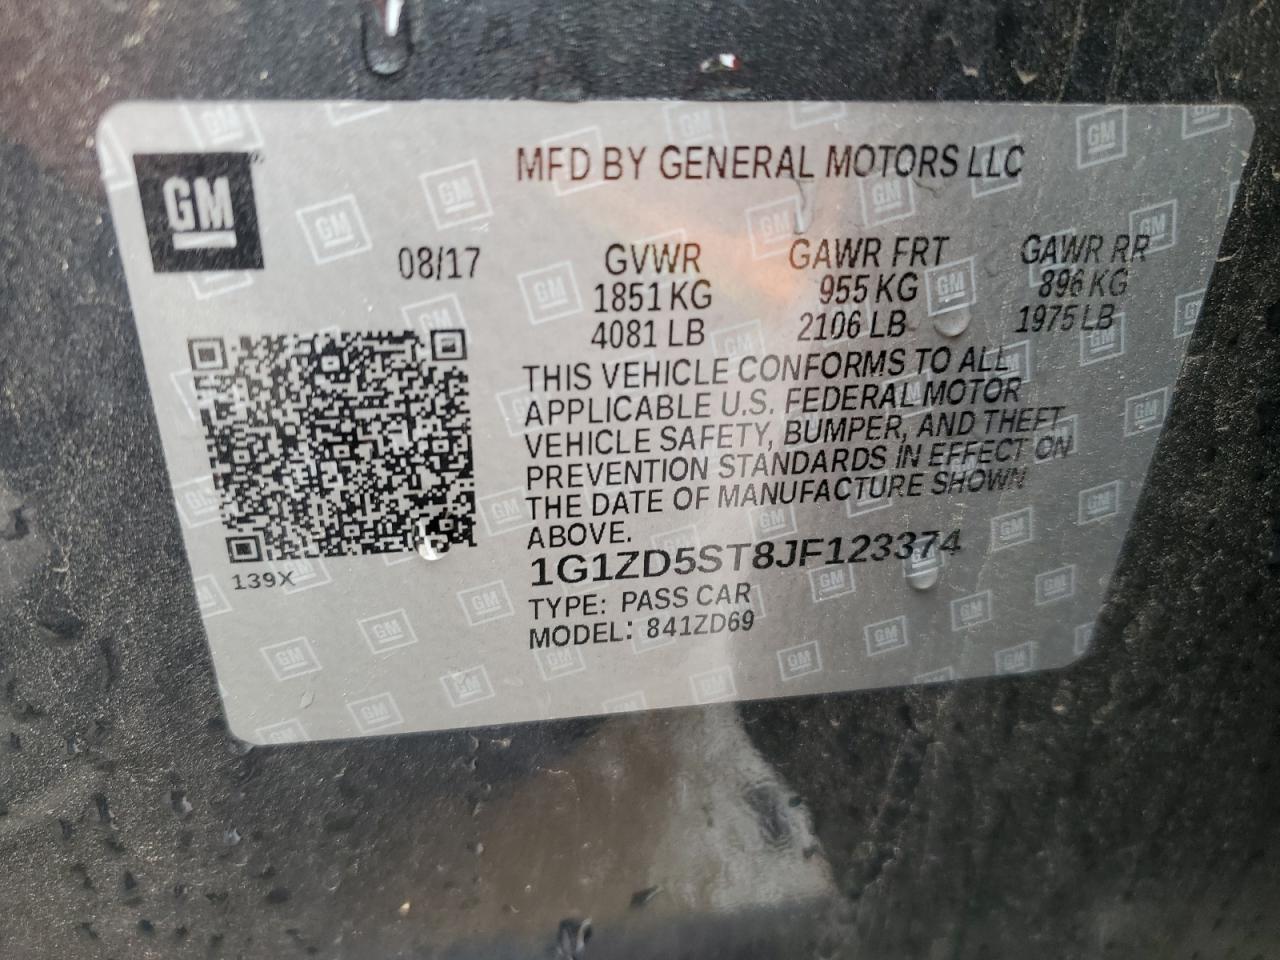 GM
MFD BY GENERAL MOTORS LLC
08/17
GVWR GAWR FRT GAWR RR
1851 KG 955 KG 896 KG
4081 LB 2106 LB 1975 LB
THIS VEHICLE CONFORMS TO ALL
APPLICABLE U.S. FEDERAL MOTOR
VEHICLE SAFETY, BUMPER, AND THEFT
PREVENTION STANDARDS IN EFFECT ON
THE DATE OF MANUFACTURE SHOWN
ABOVE.
139X
1G1ZD5ST8JF123374
TYPE: PASS CAR
MODEL: 841ZD69